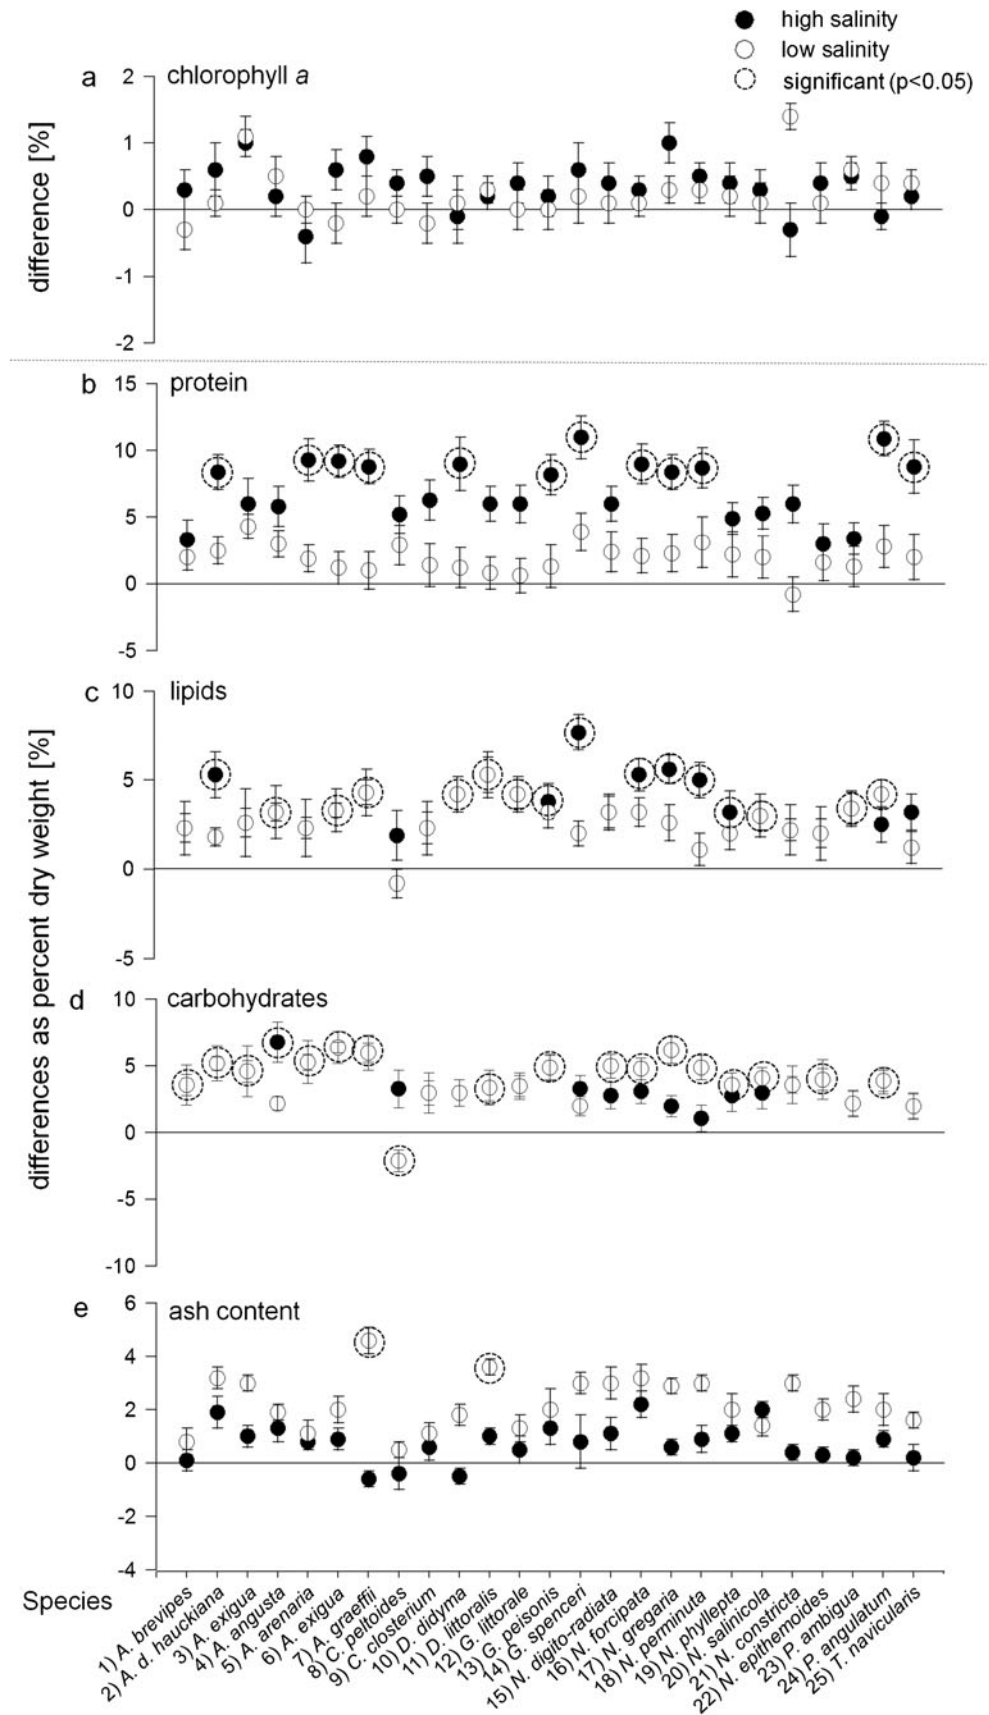 high salinity
low salinity
significant (p<0.05)
a
chlorophyll a
2
1
0
-1
-2
difference [%]
b
protein
15
10
5
0
-5
c
lipids
10
5
0
-5
d
carbohydrates
10
5
0
-5
-10
e
ash content
6
4
2
0
-2
-4
differences as percent dry weight [%]
Species
1) A. brevipes
2) A. d. hauckiana
3) A. exigua
4) A. angusta
5) A. arenaria
6) A. exigua
7) A. graeffii
8) C. peltoides
9) C. closterium
10) D. didyma
11) D. littoralis
12) G. littorale
13) G. peisonis
14) G. spenceri
15) N. digito-radiata
16) N. forcipata
17) N. gregaria
18) N. perminuta
19) N. phyllepta
20) N. salinicola
21) N. constricta
22) N. epithemoides
23) P. ambigua
24) P. angulatum
25) T. navicularis